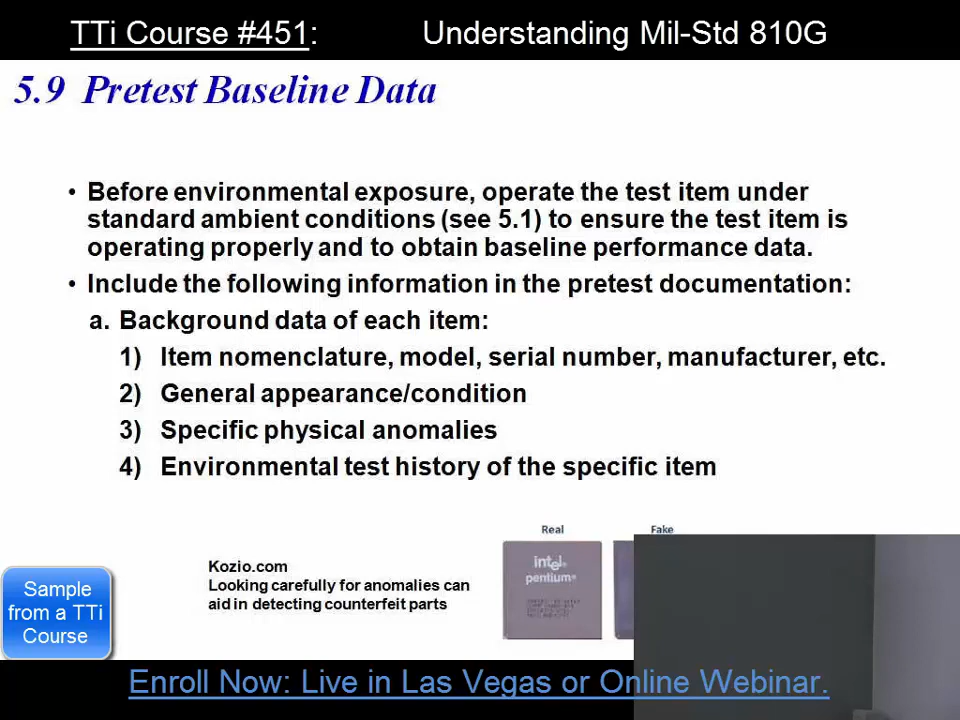 TTi Course #451: Understanding Mil-Std 810G
5.9 Pretest Baseline Data
• Before environmental exposure, operate the test item under
standard ambient conditions (see 5.1) to ensure the test item is
operating properly and to obtain baseline performance data.
• Include the following information in the pretest documentation:
a. Background data of each item:
1) Item nomenclature, model, serial number, manufacturer, etc.
2) General appearance/condition
3) Specific physical anomalies
4) Environmental test history of the specific item
Real Fake
intel
pentium®
Kozio.com
Looking carefully for anomalies can
aid in detecting counterfeit parts
Sample
from a TTi
Course
Enroll Now: Live in Las Vegas or Online Webinar.